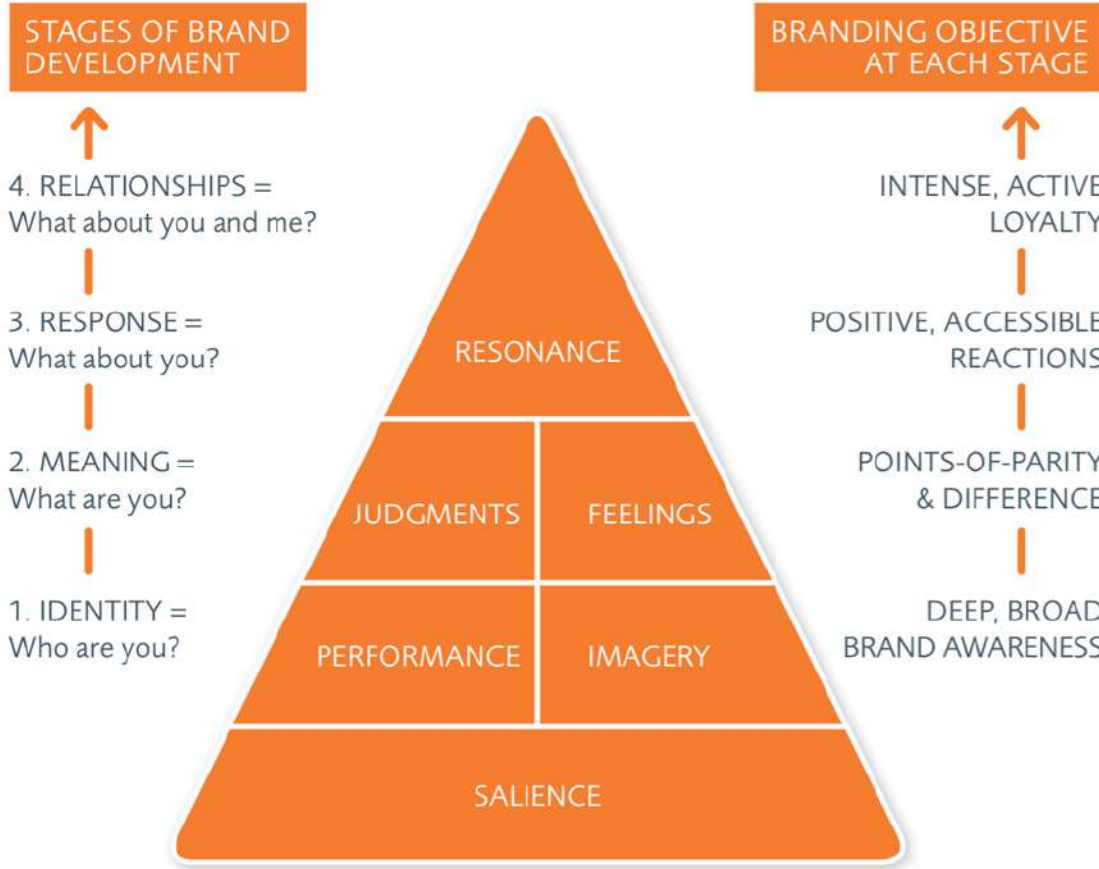 STAGES OF BRAND
DEVELOPMENT
4. RELATIONSHIPS =
What about you and me?
3. RESPONSE =
What about you?
2. MEANING =
What are you?
1. IDENTITY =
Who are you?
RESONANCE
JUDGMENTS
FEELINGS
PERFORMANCE
IMAGERY
SALIENCE
BRANDING OBJECTIVE
AT EACH STAGE
INTENSE, ACTIVE
LOYALTY
POSITIVE, ACCESSIBLE
REACTIONS
POINTS-OF-PARITY
& DIFFERENCE
DEEP, BROAD
BRAND AWARENESS